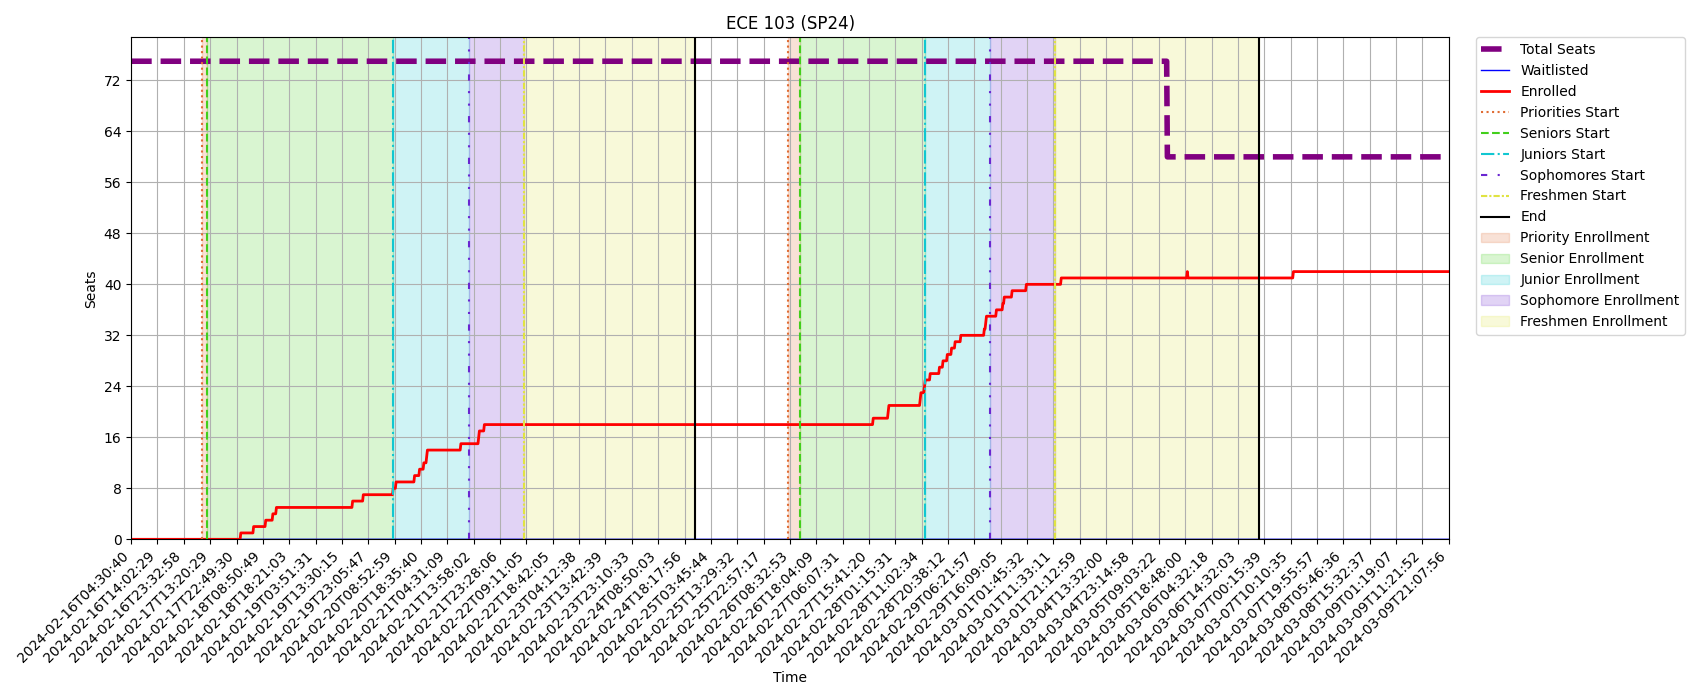 ECE 103 (SP24)
Seats
72
64
56
48
40
32
24
16
8
0
2024-02-16T04:30:40
2024-02-16T14:02:29
2024-02-16T23:32:58
2024-02-17T13:20:29
2024-02-17T22:49:30
2024-02-18T08:50:49
2024-02-18T18:21:03
2024-02-19T03:51:31
2024-02-19T13:30:15
2024-02-19T23:05:47
2024-02-20T08:52:59
2024-02-20T18:35:40
2024-02-21T04:31:09
2024-02-21T13:58:02
2024-02-21T23:28:06
2024-02-22T09:11:05
2024-02-22T18:42:05
2024-02-23T04:12:38
2024-02-23T13:42:39
2024-02-23T23:10:33
2024-02-24T08:50:03
2024-02-24T18:17:56
2024-02-25T03:45:44
2024-02-25T13:29:32
2024-02-25T22:57:17
2024-02-26T08:32:53
2024-02-26T18:04:09
2024-02-27T06:07:31
2024-02-27T15:41:20
2024-02-28T01:15:31
2024-02-28T11:02:34
2024-02-28T20:38:12
2024-02-29T06:21:57
2024-02-29T16:09:05
2024-03-01T01:45:32
2024-03-01T11:33:11
2024-03-01T21:12:59
2024-03-04T13:32:00
2024-03-04T23:14:58
2024-03-05T09:03:22
2024-03-05T18:48:00
2024-03-06T04:32:18
2024-03-06T14:32:03
2024-03-07T00:15:39
2024-03-07T10:10:35
2024-03-07T19:55:57
2024-03-08T05:46:36
2024-03-08T15:32:37
2024-03-09T01:19:07
2024-03-09T11:21:52
2024-03-09T21:07:56
Time
Total Seats
Waitlisted
Enrolled
Priorities Start
Seniors Start
Juniors Start
Sophomores Start
Freshmen Start
End
Priority Enrollment
Senior Enrollment
Junior Enrollment
Sophomore Enrollment
Freshmen Enrollment